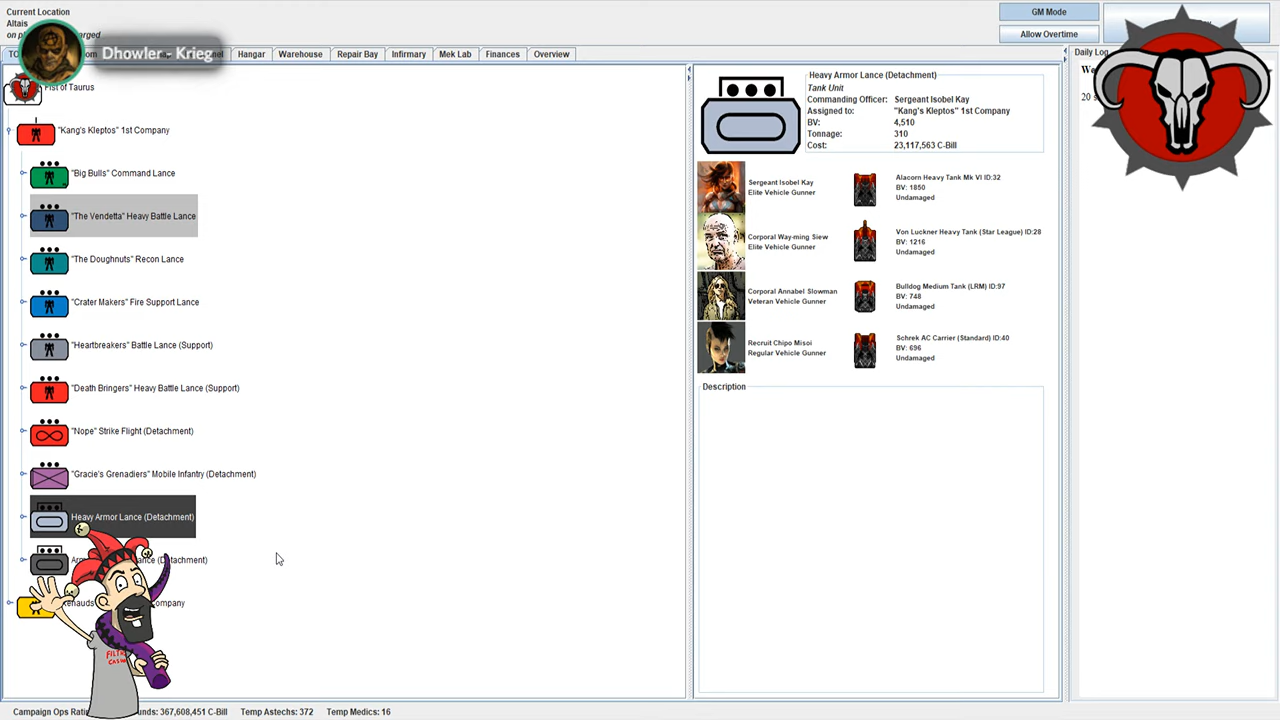 Current Location
Altais
GM Mode
Allow Overtime
Dhowler - Krieg
Hangar
Warehouse
Repair Bay
Infirmary
Mek Lab
Finances
Overview
Daily Log
Fist of Taurus
"Kang's Kleptos" 1st Company
"Big Bulls" Command Lance
"The Vendetta" Heavy Battle Lance
"The Doughnuts" Recon Lance
"Crater Makers" Fire Support Lance
"Heartbreakers" Battle Lance (Support)
"Death Bringers" Heavy Battle Lance (Support)
"Nope" Strike Flight (Detachment)
"Gracie's Grenadiers" Mobile Infantry (Detachment)
Heavy Armor Lance (Detachment)
Heavy Armor Lance (Detachment)
Tank Unit
Commanding Officer: Sergeant Isobel Kay
Assigned to: "Kang's Kleptos" 1st Company
BV: 4,510
Tonnage: 310
Cost: 23,117,563 C-Bill
Sergeant Isobel Kay
Elite Vehicle Gunner
Alacorn Heavy Tank Mk VI ID:32
BV: 1850
Undamaged
Corporal Way-ming Siew
Elite Vehicle Gunner
Von Luckner Heavy Tank (Star League) ID:28
BV: 1216
Undamaged
Corporal Annabel Slowman
Veteran Vehicle Gunner
Bulldog Medium Tank (LRM) ID:97
BV: 748
Undamaged
Recruit Chipo Misoi
Regular Vehicle Gunner
Schrek AC Carrier (Standard) ID:40
BV: 696
Undamaged
Description
Campaign Ops
367,608,451 C-Bill
Temp Astechs: 372
Temp Medics: 16